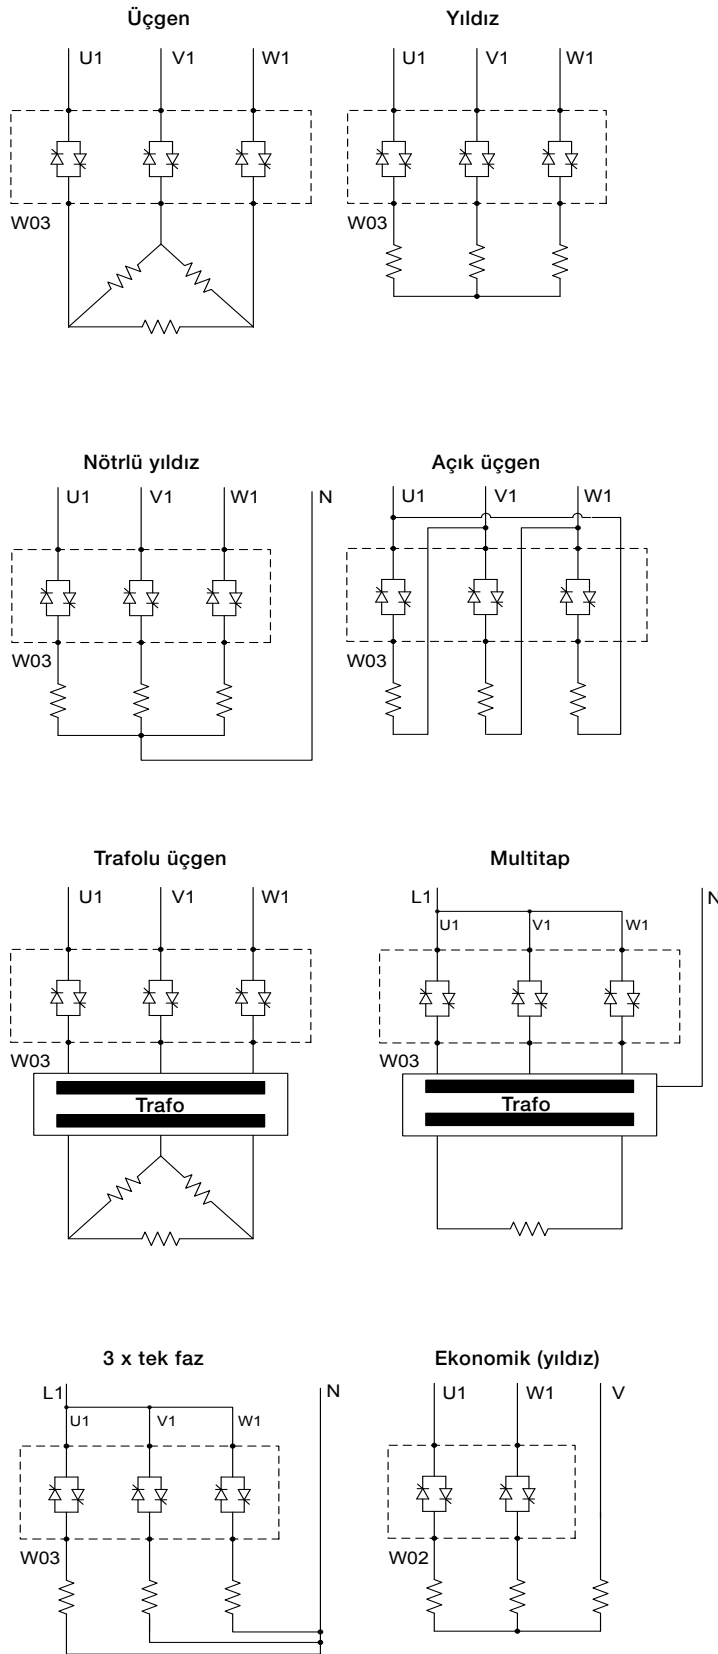 Üçgen
U1 V1 W1
W03
Yıldız
U1 V1 W1
W03
Nötrlü yıldız
U1 V1 W1 N
W03
Açık üçgen
U1 V1 W1
W03
Trafolu üçgen
U1 V1 W1
W03
Trafo
Multitap
L1 N
U1 V1 W1
W03
Trafo
3 x tek faz
L1 N
U1 V1 W1
W03
Ekonomik (yıldız)
U1 W1 V
W02